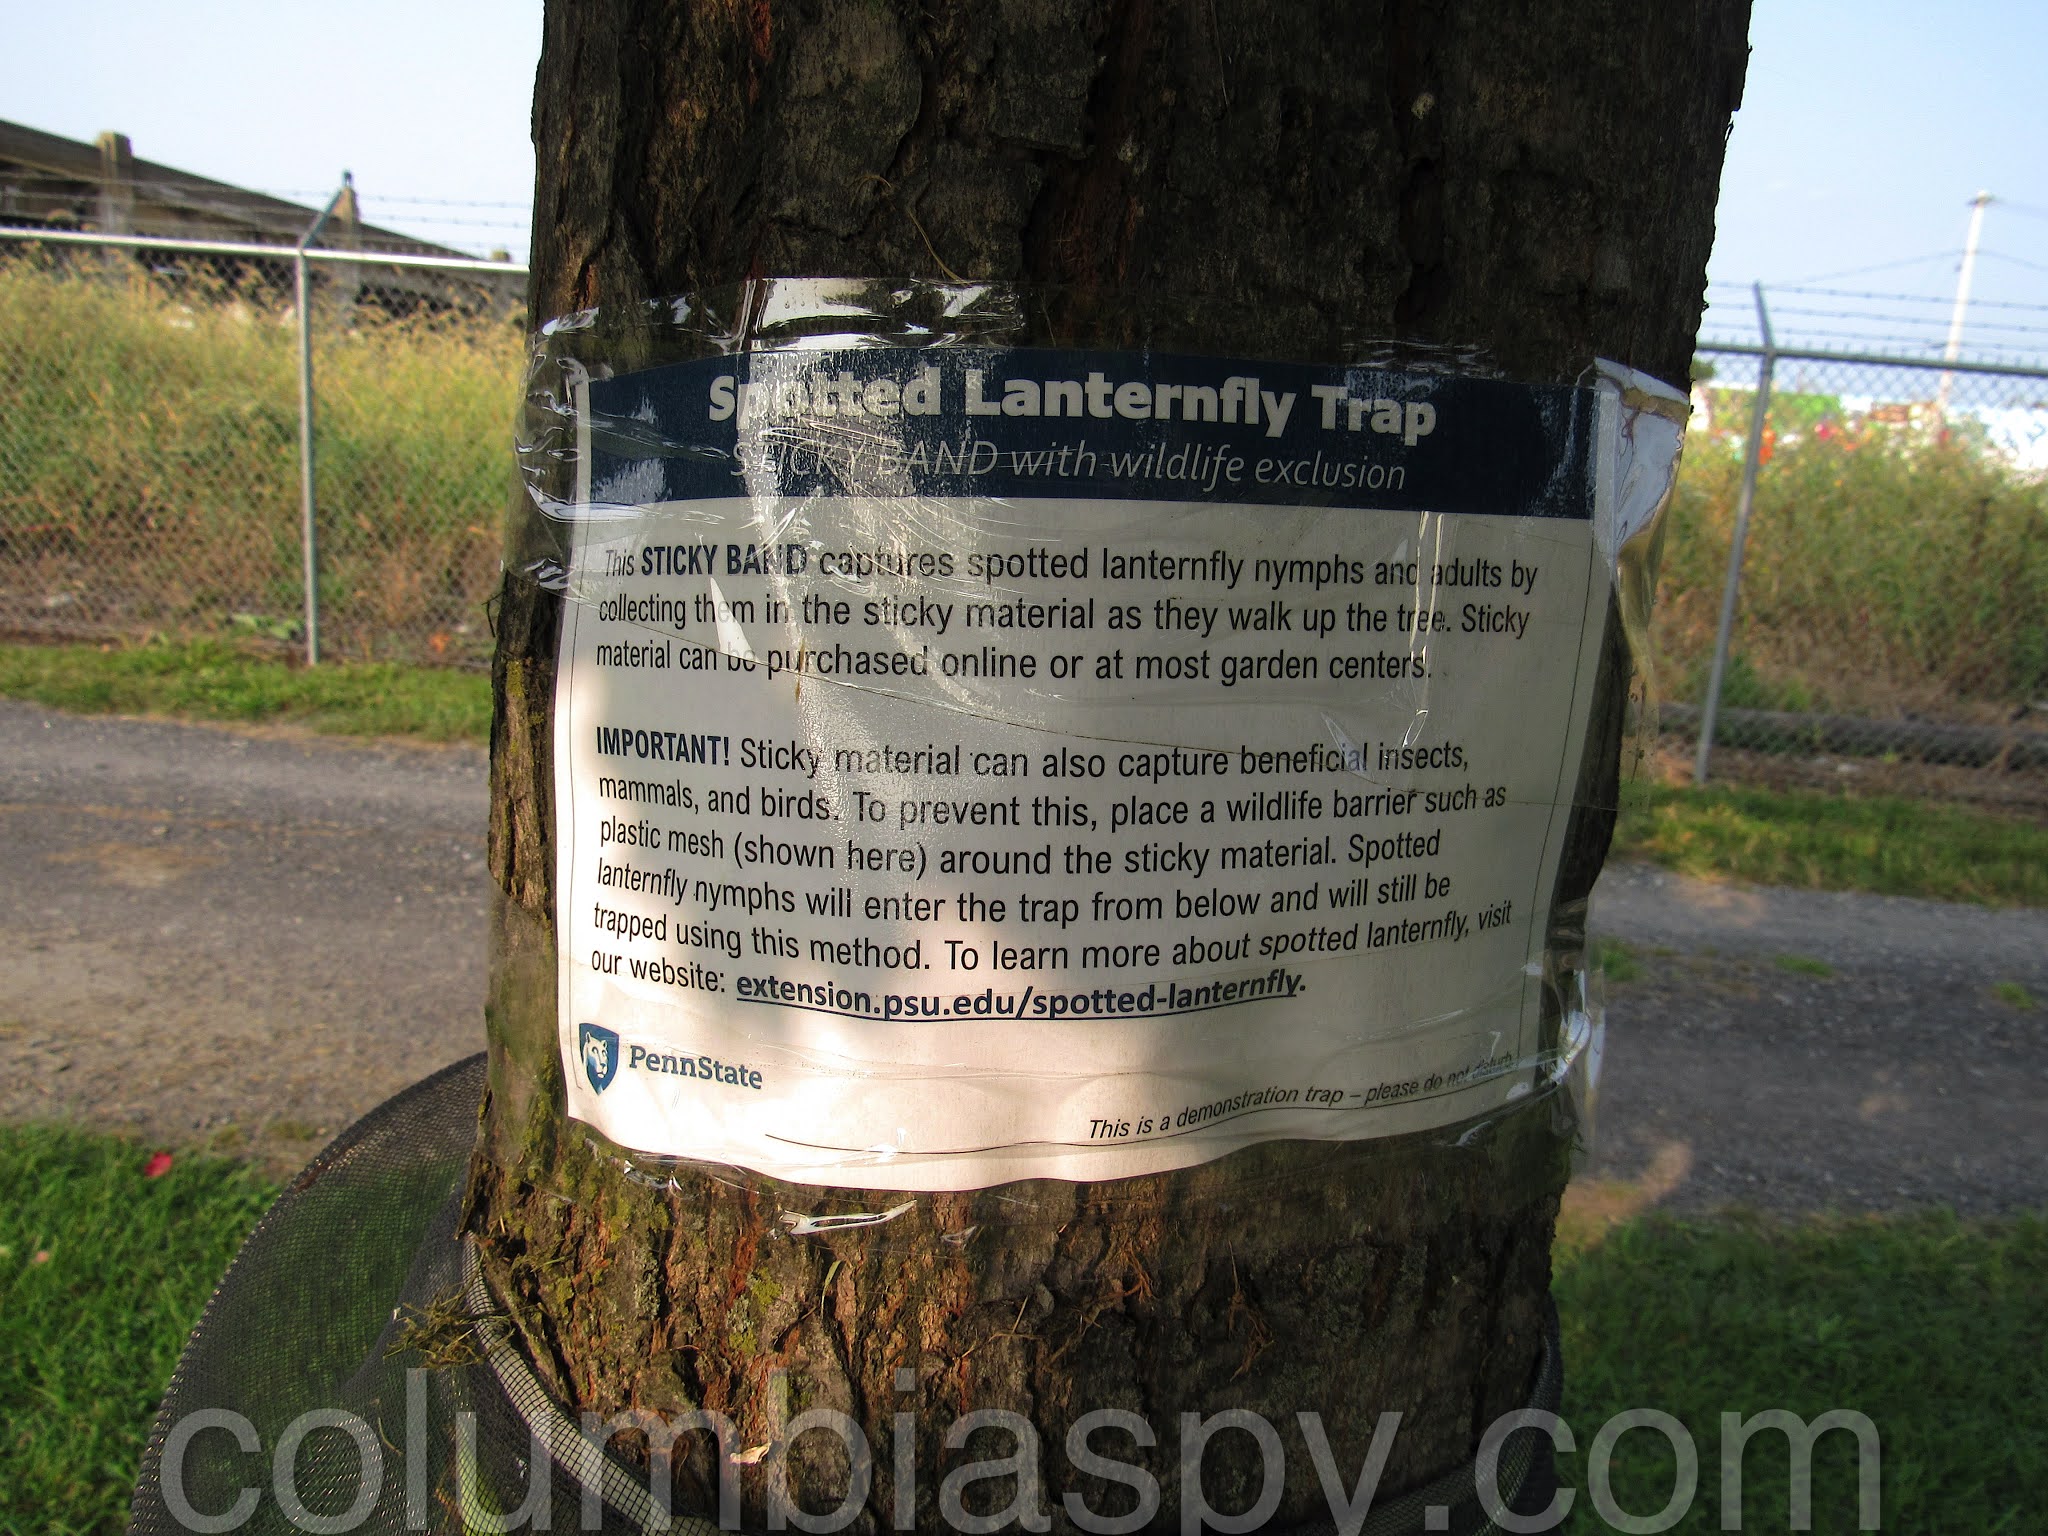 Spotted Lanternfly Trap
STICKY BAND with wildlife exclusion
This STICKY BAND captures spotted lanternfly nymphs and adults by
collecting them in the sticky material as they walk up the tree. Sticky
material can be purchased online or at most garden centers.
IMPORTANT! Sticky material can also capture beneficial insects,
mammals, and birds. To prevent this, place a wildlife barrier such as
plastic mesh (shown here) around the sticky material. Spotted
lanternfly nymphs will enter the trap from below and will still be
trapped using this method. To learn more about spotted lanternfly, visit
our website: extension.psu.edu/spotted-lanternfly.
PennState
This is a demonstration trap – please do not disturb
columbiaspy.com